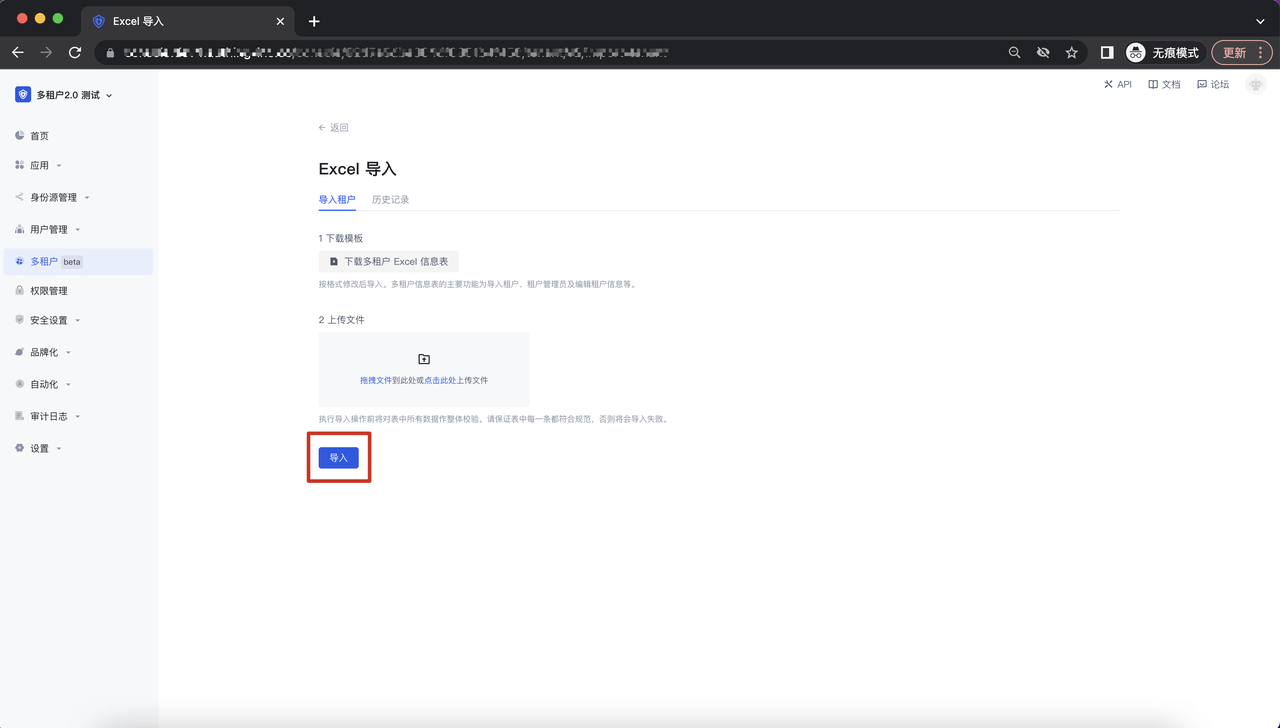 Excel 导入
无痕模式
更新
多租户2.0 测试
API
文档
论坛
首页
应用
身份源管理
用户管理
多租户 beta
权限管理
安全设置
品牌化
自动化
审计日志
设置
返回
Excel 导入
导入租户
历史记录
1 下载模板
下载多租户 Excel 信息表
按格式修改后导入。多租户信息表的主要功能为导入租户、租户管理员及编辑租户信息等。
2 上传文件
拖拽文件到此处或点击此处上传文件
执行导入操作前将对表中所有数据作整体校验。请保证表中每一条都符合规范，否则将会导入失败。
导入